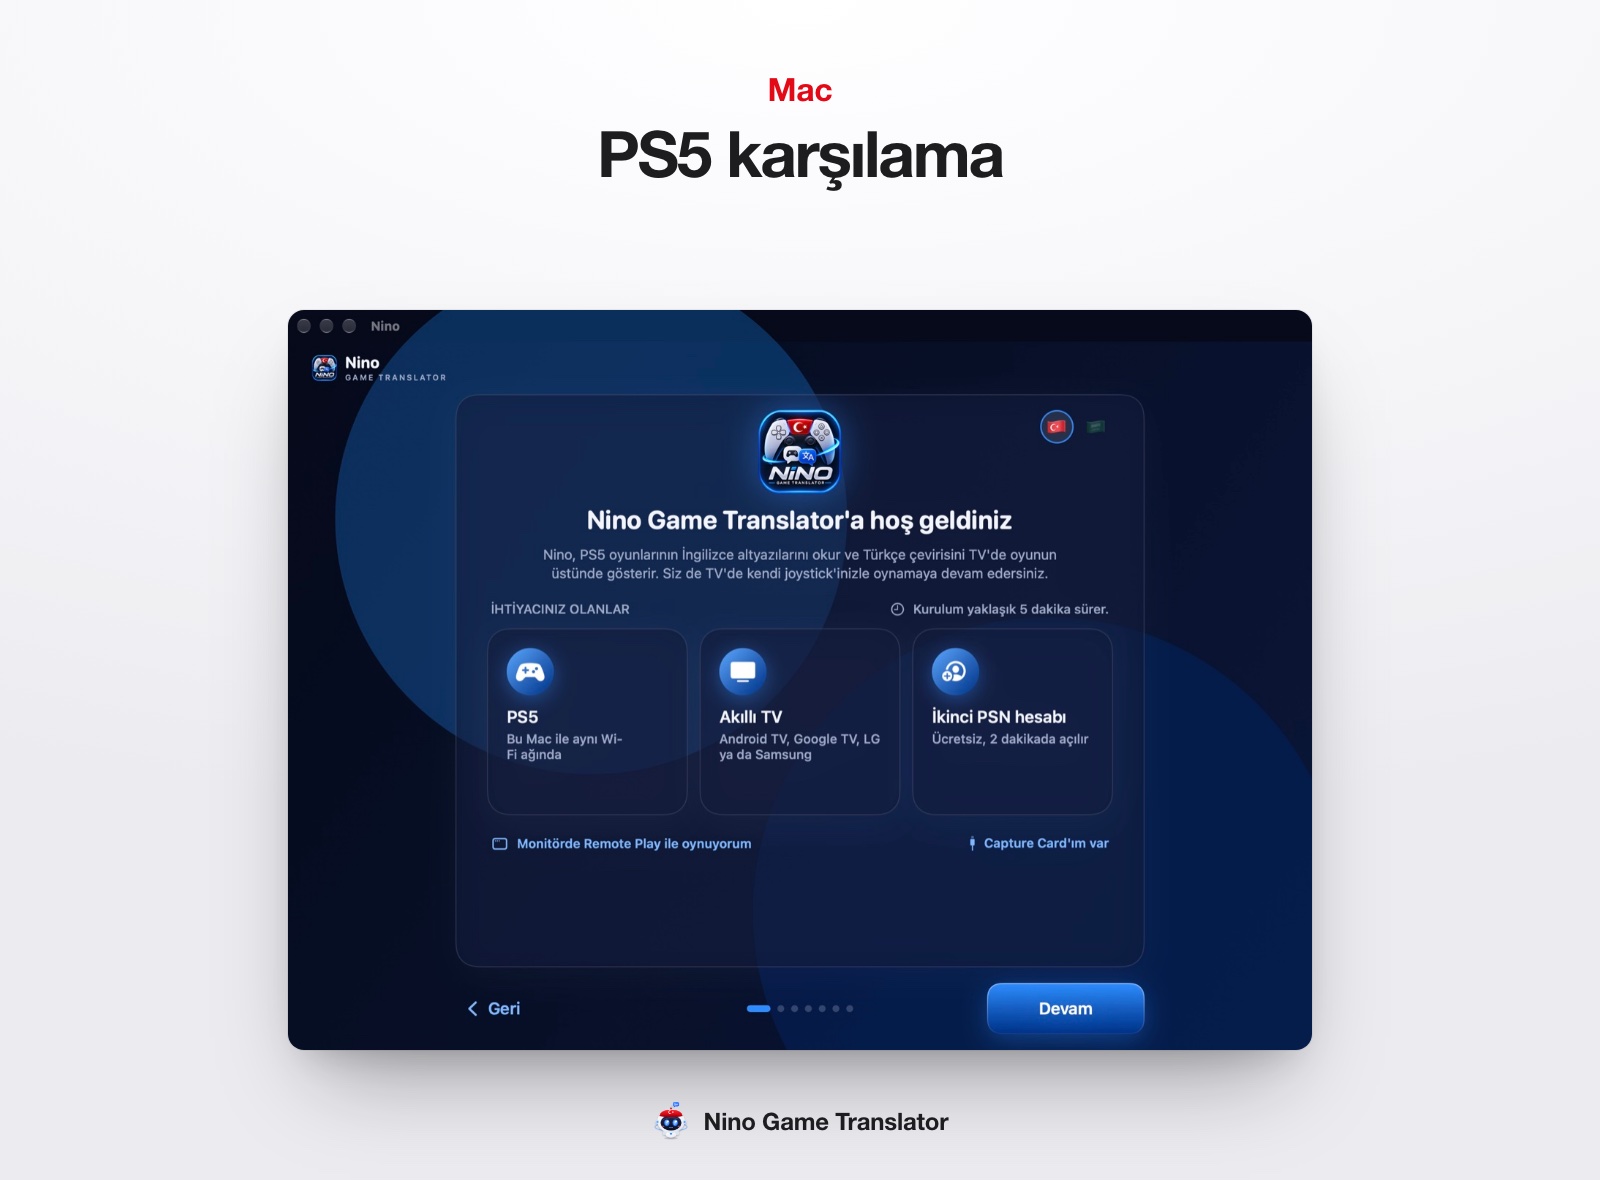 Mac
PS5 karşılama
Nino
Nino
GAME TRANSLATOR
NiNO
GAME TRANSLATOR
Nino Game Translator'a hoş geldiniz
Nino, PS5 oyunlarının İngilizce altyazılarını okur ve Türkçe çevirisini TV'de oyunun
üstünde gösterir. Siz de TV'de kendi joystick'inizle oynamaya devam edersiniz.
İHTİYACINIZ OLANLAR
Kurulum yaklaşık 5 dakika sürer.
PS5
Bu Mac ile aynı Wi-
Fi ağında
Akıllı TV
Android TV, Google TV, LG
ya da Samsung
İkinci PSN hesabı
Ücretsiz, 2 dakikada açılır
Monitörde Remote Play ile oynuyorum
Capture Card'ım var
Geri
Devam
Nino Game Translator